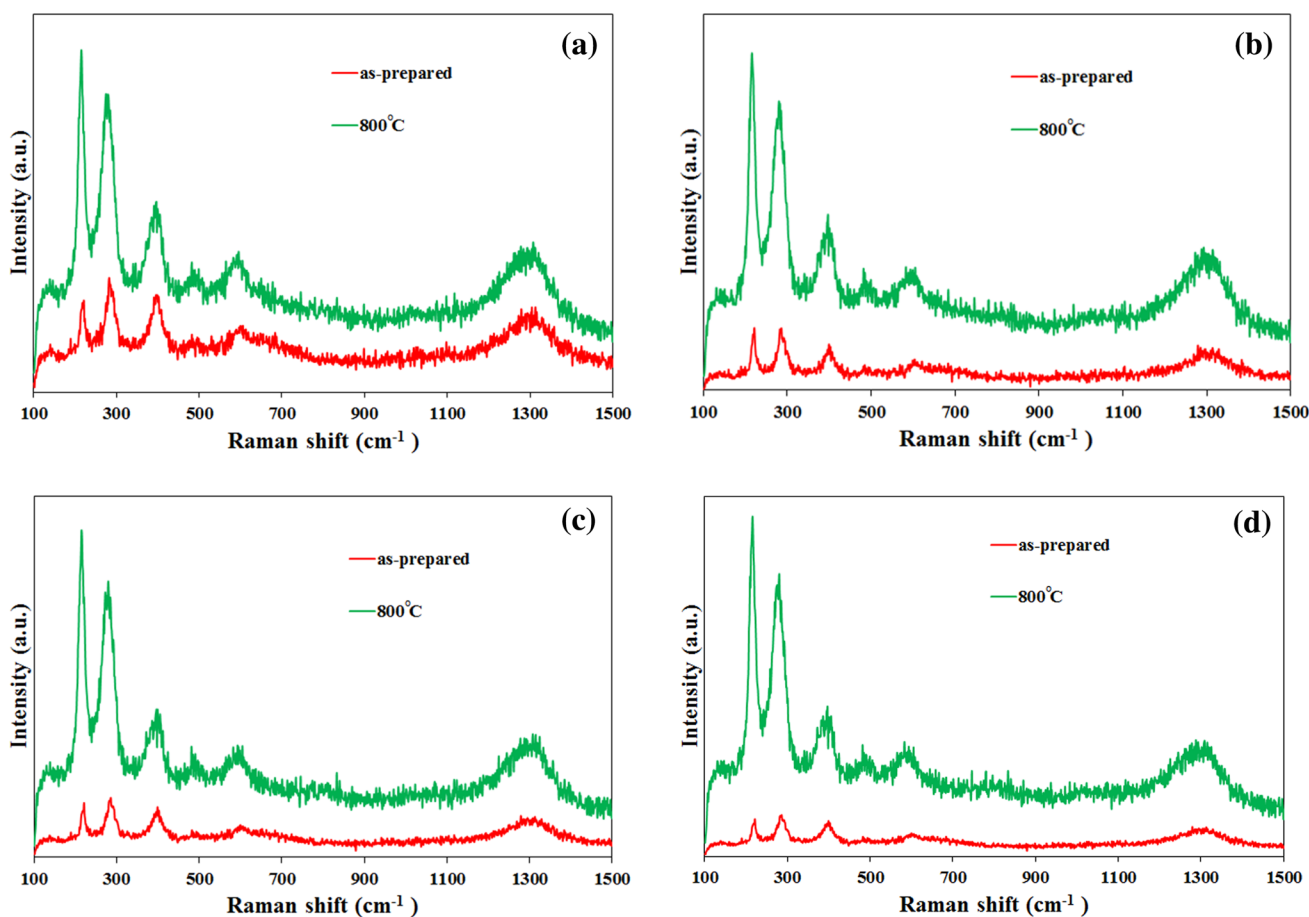 (a)
as-prepared
800°C
Intensity (a.u.)
100 300 500 700 900 1100 1300 1500
Raman shift (cm-1 )
(b)
as-prepared
800°C
Intensity (a.u.)
100 300 500 700 900 1100 1300 1500
Raman shift (cm-1 )
(c)
as-prepared
800°C
Intensity (a.u.)
100 300 500 700 900 1100 1300 1500
Raman shift (cm-1 )
(d)
as-prepared
800°C
Intensity (a.u.)
100 300 500 700 900 1100 1300 1500
Raman shift (cm-1 )